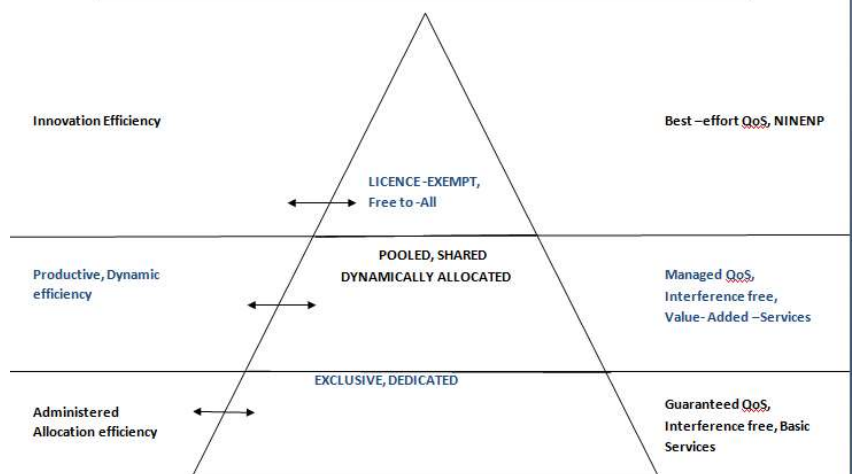 Innovation Efficiency
Best –effort QoS, NINENP
LICENCE -EXEMPT,
Free to -All
POOLED, SHARED
DYNAMICALLY ALLOCATED
Productive, Dynamic
efficiency
Managed QoS,
Interference free,
Value- Added –Services
EXCLUSIVE, DEDICATED
Administered
Allocation efficiency
Guaranteed QoS,
Interference free, Basic
Services